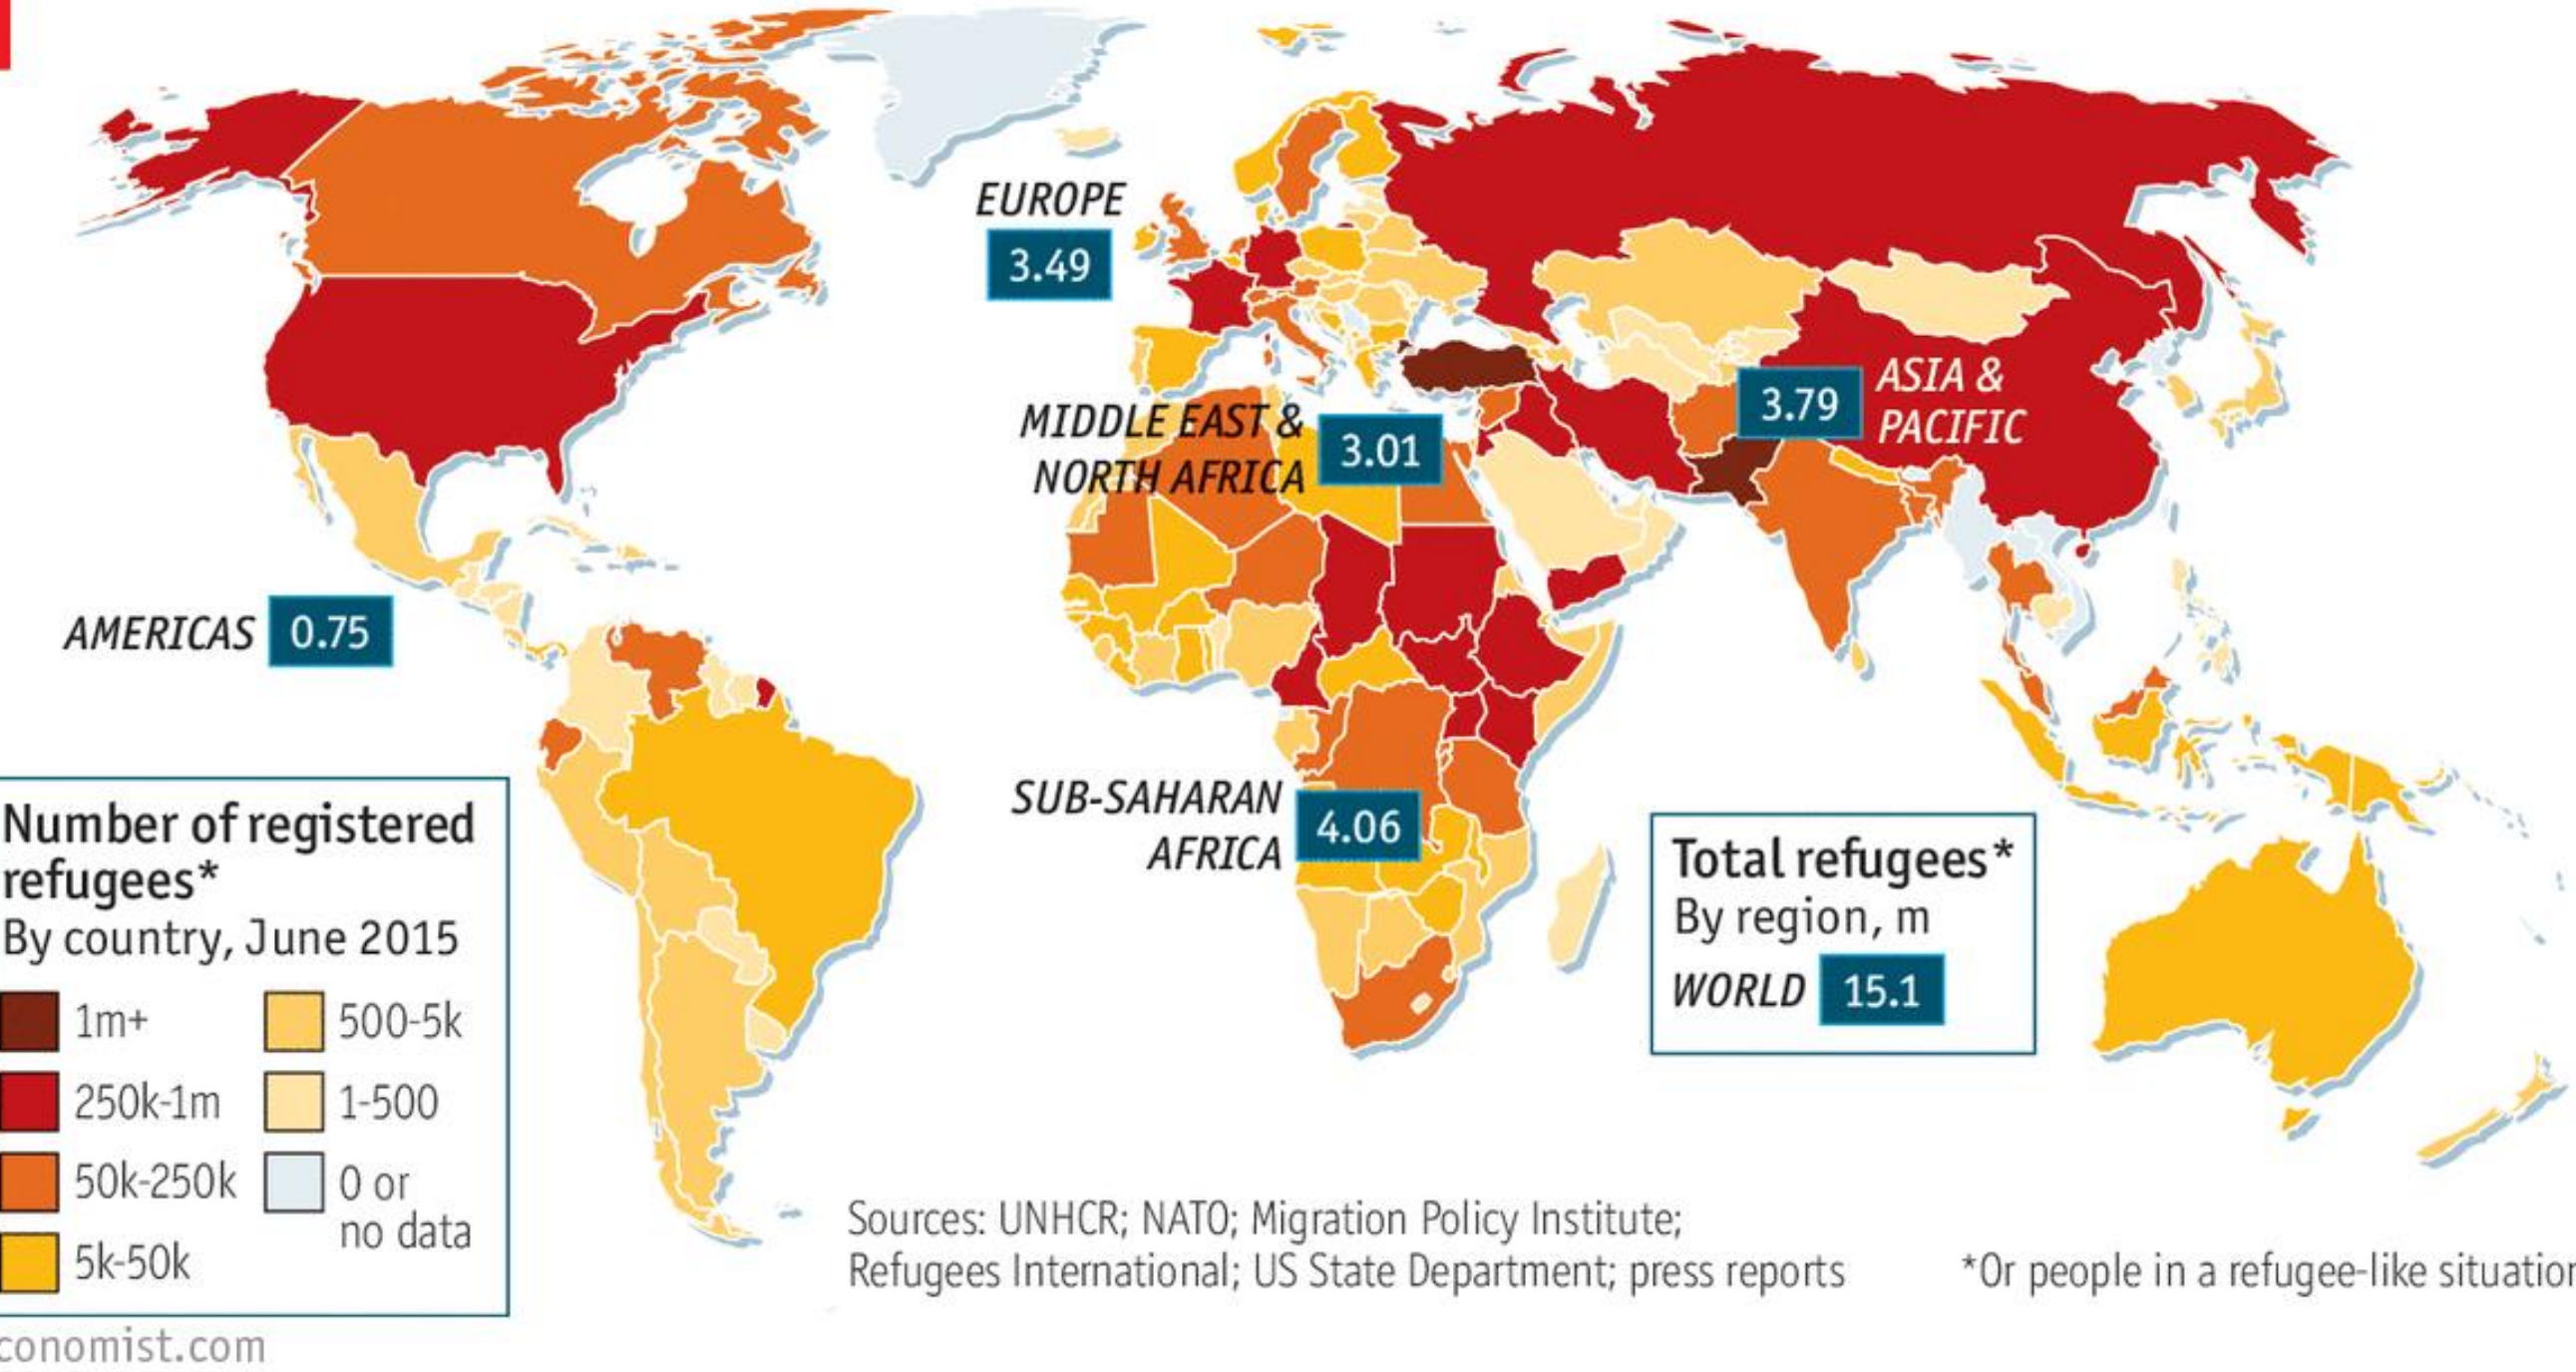 EUROPE
3.49
ASIA &
PACIFIC
3.79
MIDDLE EAST &
NORTH AFRICA
3.01
AMERICAS
0.75
SUB-SAHARAN
AFRICA
4.06
Number of registered
refugees*
By country, June 2015
1m+
250k-1m
50k-250k
5k-50k
500-5k
1-500
0 or
no data
Total refugees*
By region, m
WORLD 15.1
Sources: UNHCR; NATO; Migration Policy Institute;
Refugees International; US State Department; press reports
*Or people in a refugee-like situation
conomist.com